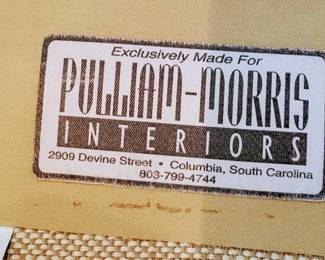 Exclusively Made For
PULLIAM-MORRIS
INTERIORS
2909 Devine Street • Columbia, South Carolina
803-799-4744